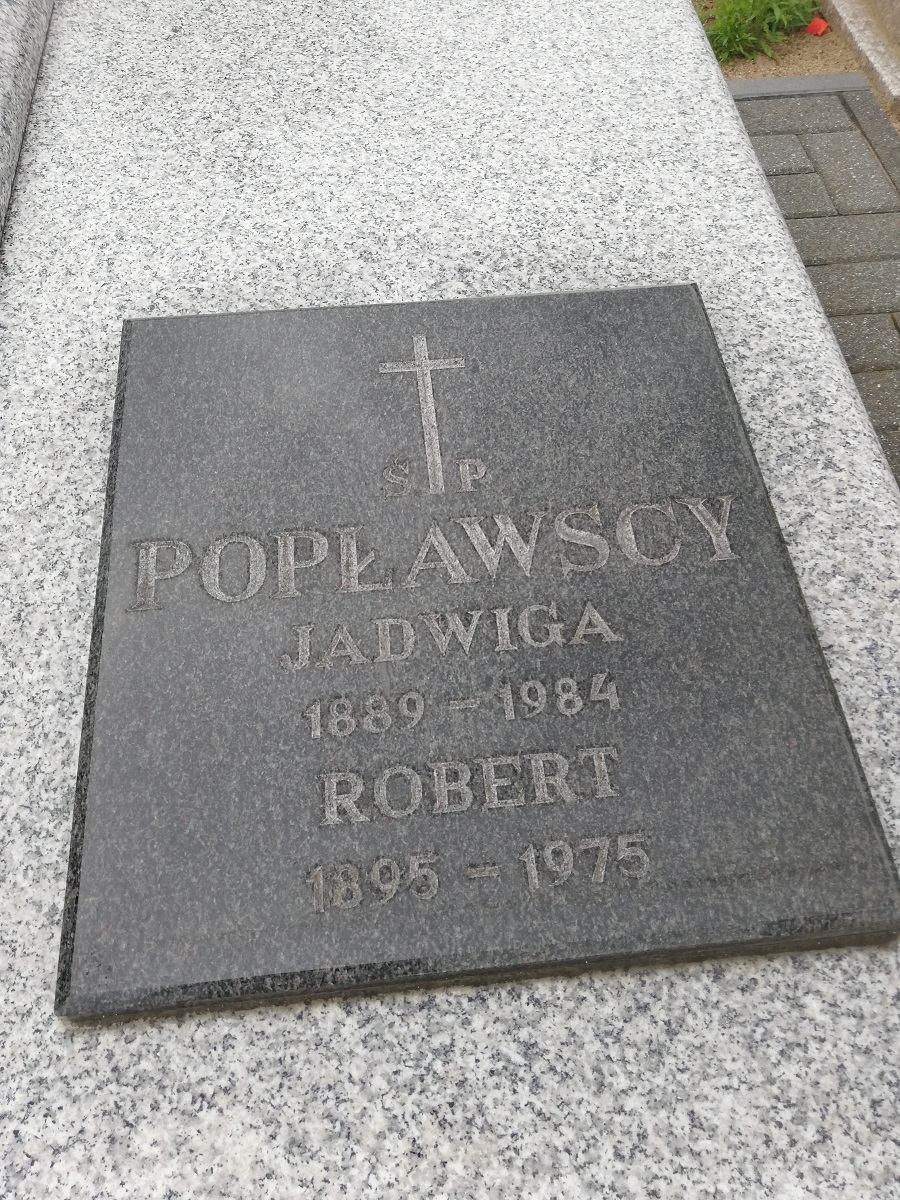 S P
POPŁAWSCY
JADWIGA
1889 - 1984
ROBERT
1895 - 1975